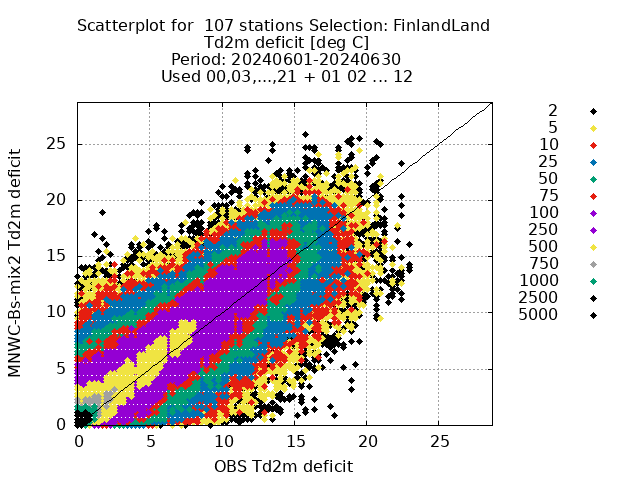 Scatterplot for  107 stations Selection: FinlandLand
Td2m deficit [deg C]
Period: 20240601-20240630
Used 00,03,...,21 + 01 02 ... 12
MNWC-Bs-mix2 Td2m deficit
25
20
15
10
5
0
0 5 10 15 20 25
OBS Td2m deficit
2
5
10
25
50
75
100
250
500
750
1000
2500
5000